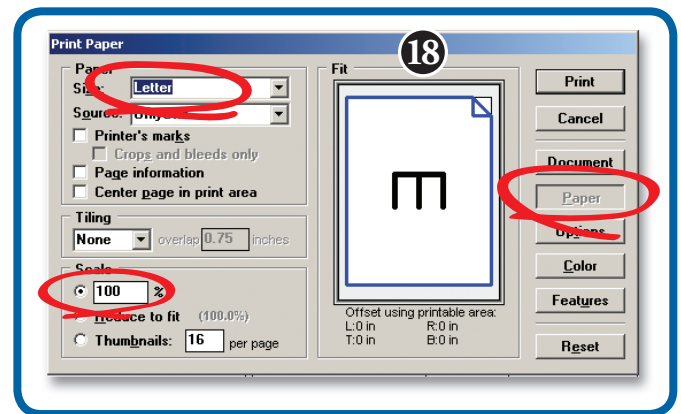 Print Paper
18
Paper
Size: Letter
Source:
Printer's marks
Crops and bleeds only
Page information
Center page in print area
Tiling
None overlap 0.75 inches
Scale
100 %
Reduce to fit (100.0%)
Thumbnails: 16 per page
Fit
E
Offset using printable area:
L:0 in R:0 in
T:0 in B:0 in
Print
Cancel
Document
Paper
Options
Color
Features
Reset